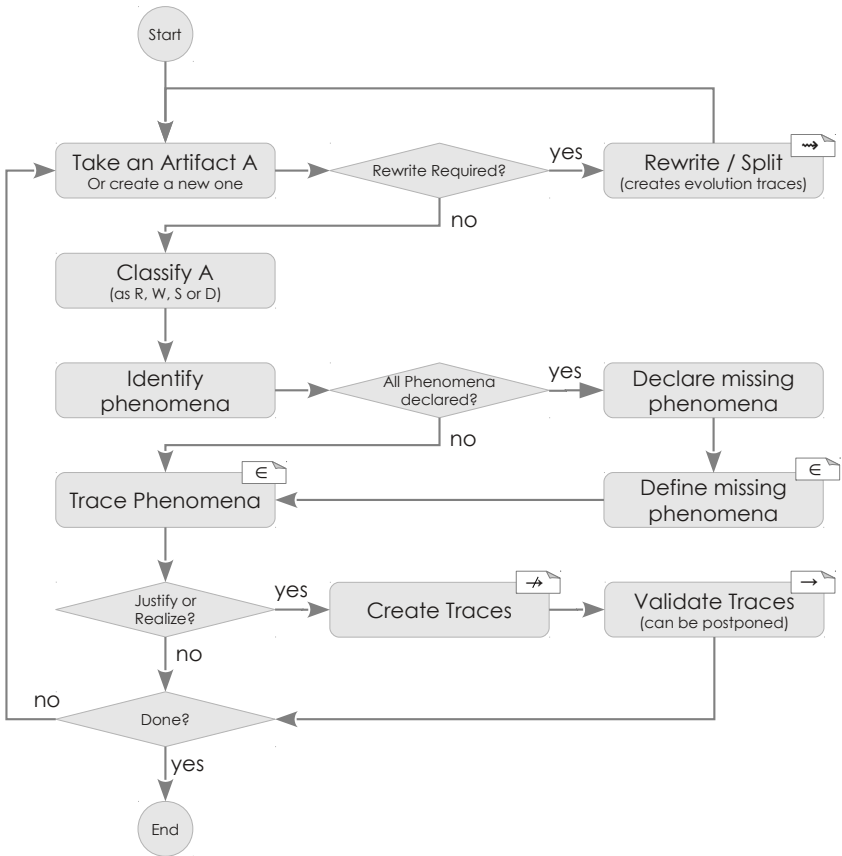 Start
Take an Artifact A
Or create a new one
Rewrite Required?
yes
Rewrite / Split
(creates evolution traces)
⇝
no
Classify A
(as R, W, S or D)
Identify
phenomena
All Phenomena
declared?
yes
Declare missing
phenomena
no
Trace Phenomena
∈
Define missing
phenomena
∈
Justify or
Realize?
yes
Create Traces
↛
Validate Traces
(can be postponed)
→
no
no
Done?
yes
End